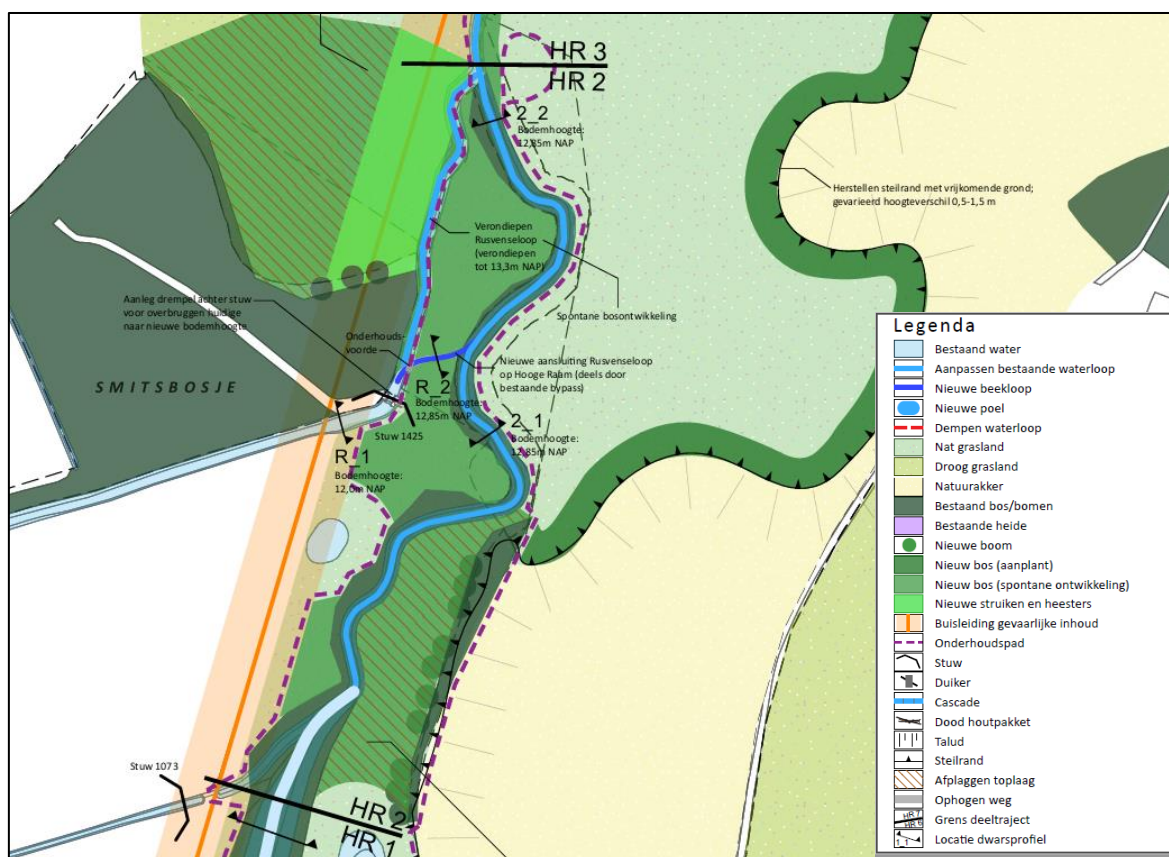 HR 3
HR 2
2_2
Bodemhoogte:
12,85m NAP
Herstellen steilrand met vrijkomende grond;
gevarieerd hoogteverschil 0,5-1,5 m
Verondiepen
Rusvenseloop
(verondiepen
tot 13,3m NAP)
Aanleg drempel achter stuw
voor overbruggen huidige
naar nieuwe bodemhoogte
Spontane bosontwikkeling
Onderhouds-
voorde
Nieuwe aansluiting Rusvenseloop
op Hooge Raam (deels door
bestaande bypass)
SMITSBOSJE
R_2
Bodemhoogte:
12,85m NAP
2_1
Bodemhoogte:
12,85m NAP
Stuw 1425
R_1
Bodemhoogte:
12,0m NAP
Stuw 1073
HR 2
HR 1
Legenda
Bestaand water
Aanpassen bestaande waterloop
Nieuwe beekloop
Nieuwe poel
Dempen waterloop
Nat grasland
Droog grasland
Natuurakker
Bestaand bos/bomen
Bestaande heide
Nieuwe boom
Nieuw bos (aanplant)
Nieuw bos (spontane ontwikkeling)
Nieuwe struiken en heesters
Buisleiding gevaarlijke inhoud
Onderhoudspad
Stuw
Duiker
Cascade
Dood houtpakket
Talud
Steilrand
Afplaggen toplaag
Ophogen weg
HR 7
HR 6
Grens deeltraject
1_1
Locatie dwarsprofiel